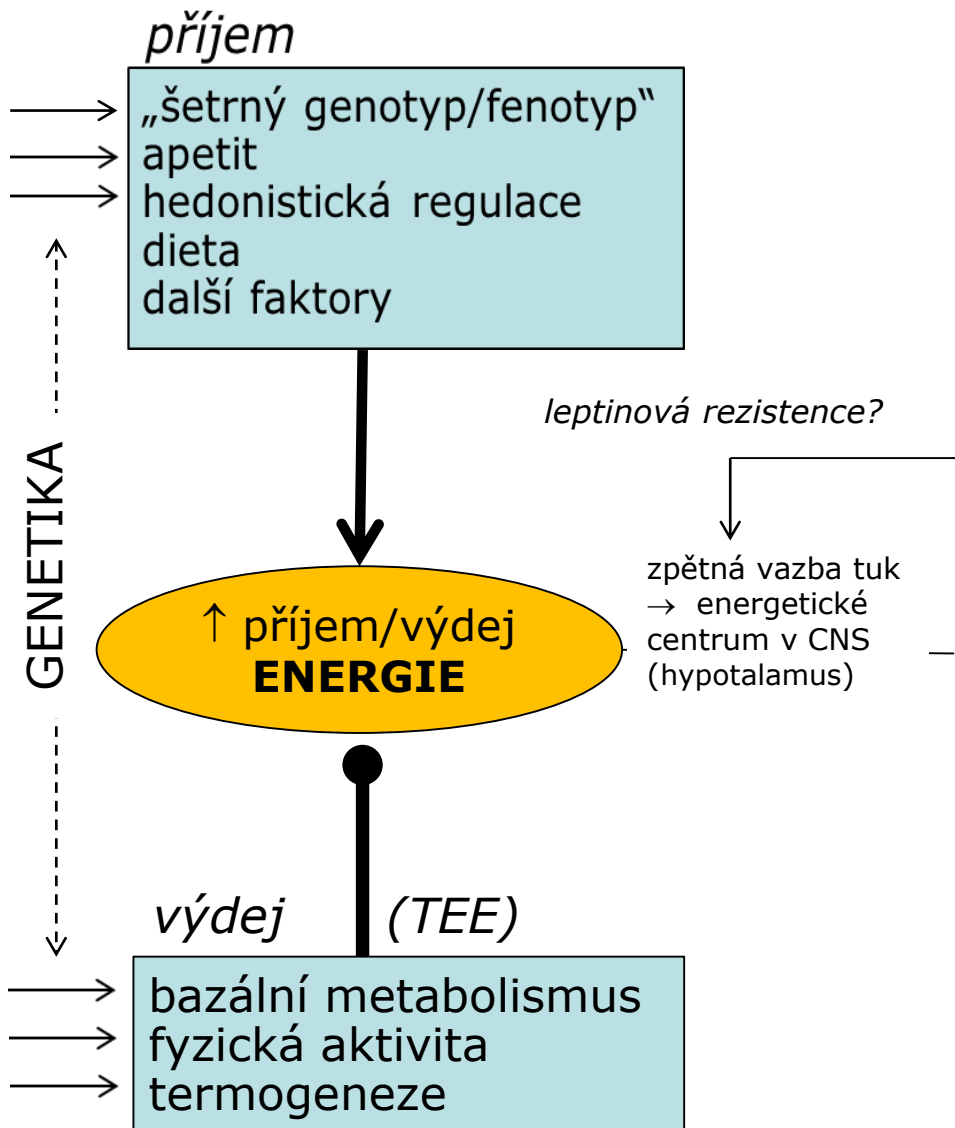 příjem
„šetrný genotyp/fenotyp“
apetit
hedonistická regulace
dieta
další faktory
leptinová rezistence?
GENETIKA
zpětná vazba tuk
→ energetické
centrum v CNS
(hypotalamus)
↑ příjem/výdej
ENERGIE
výdej (TEE)
bazální metabolismus
fyzická aktivita
termogeneze